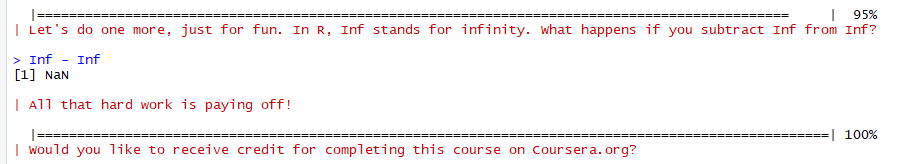 |===============================================================================================     |  95%
| Let's do one more, just for fun. In R, Inf stands for infinity. What happens if you subtract Inf from Inf?
> Inf - Inf
[1] NaN
| All that hard work is paying off!
|====================================================================================================| 100%
| Would you like to receive credit for completing this course on Coursera.org?